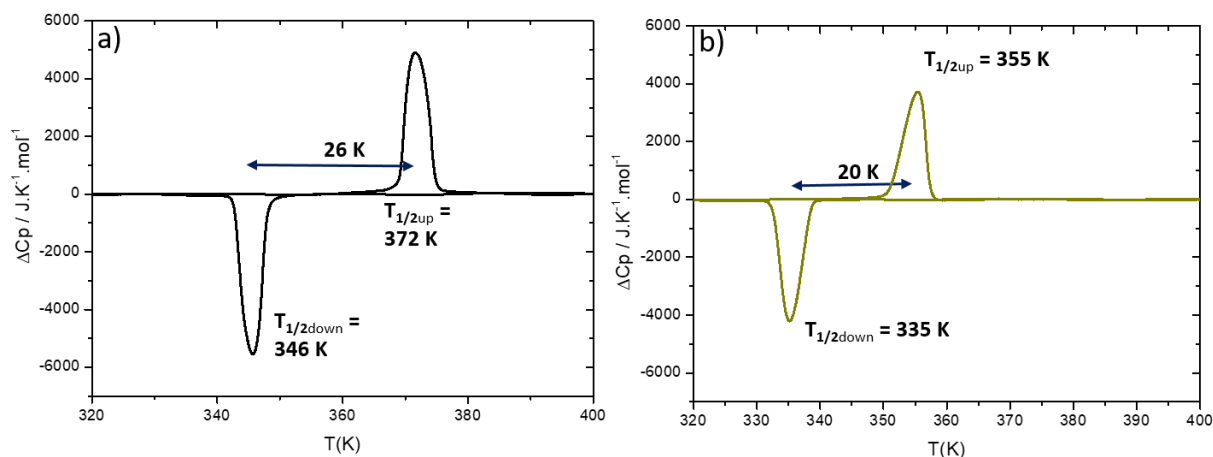 a)
6000
4000
2000
0
-2000
-4000
-6000
ΔCp / J.K⁻¹.mol⁻¹
26 K
T₁/₂up =
372 K
T₁/₂down =
346 K
320
340
360
380
400
T(K)
b)
6000
4000
2000
0
-2000
-4000
-6000
ΔCp / J.K⁻¹.mol⁻¹
T₁/₂up = 355 K
20 K
T₁/₂down = 335 K
320
330
340
350
360
370
380
390
400
T(K)